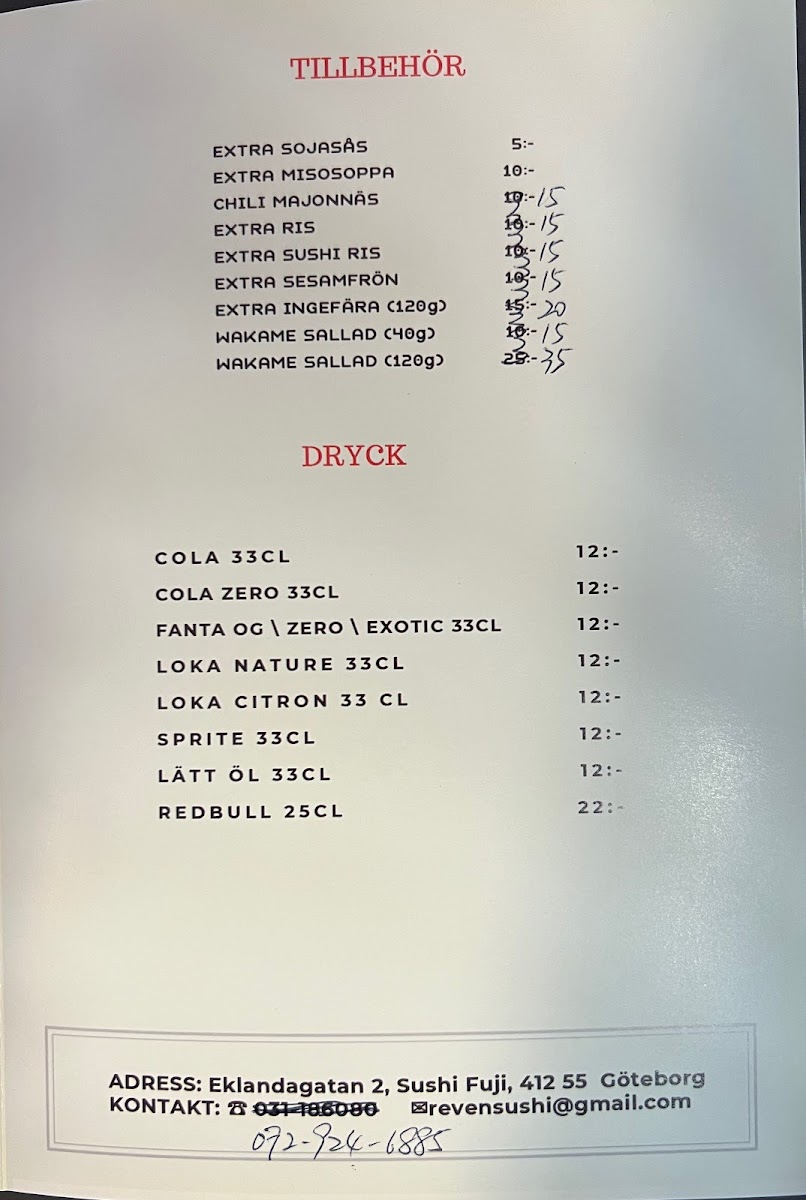 TILLBEHÖR
EXTRA SOJASÅS 5:-
EXTRA MISOSOPPA 10:-
CHILI MAJONNÄS 10:- 15
EXTRA RIS 10:- 15
EXTRA SUSHI RIS 10:- 15
EXTRA SESAMFRÖN 10:- 15
EXTRA INGEFÄRA (120g) 15:- 20
WAKAME SALLAD (40g) 10:- 15
WAKAME SALLAD (120g) 25:- 35
DRYCK
COLA 33CL 12:-
COLA ZERO 33CL 12:-
FANTA OG \ ZERO \ EXOTIC 33CL 12:-
LOKA NATURE 33CL 12:-
LOKA CITRON 33 CL 12:-
SPRITE 33CL 12:-
LÄTT ÖL 33CL 12:-
REDBULL 25CL 22:-
ADRESS: Eklandagatan 2, Sushi Fuji, 412 55 Göteborg
KONTAKT: ☎ 031-186080 ✉revensushi@gmail.com
072-924-6885